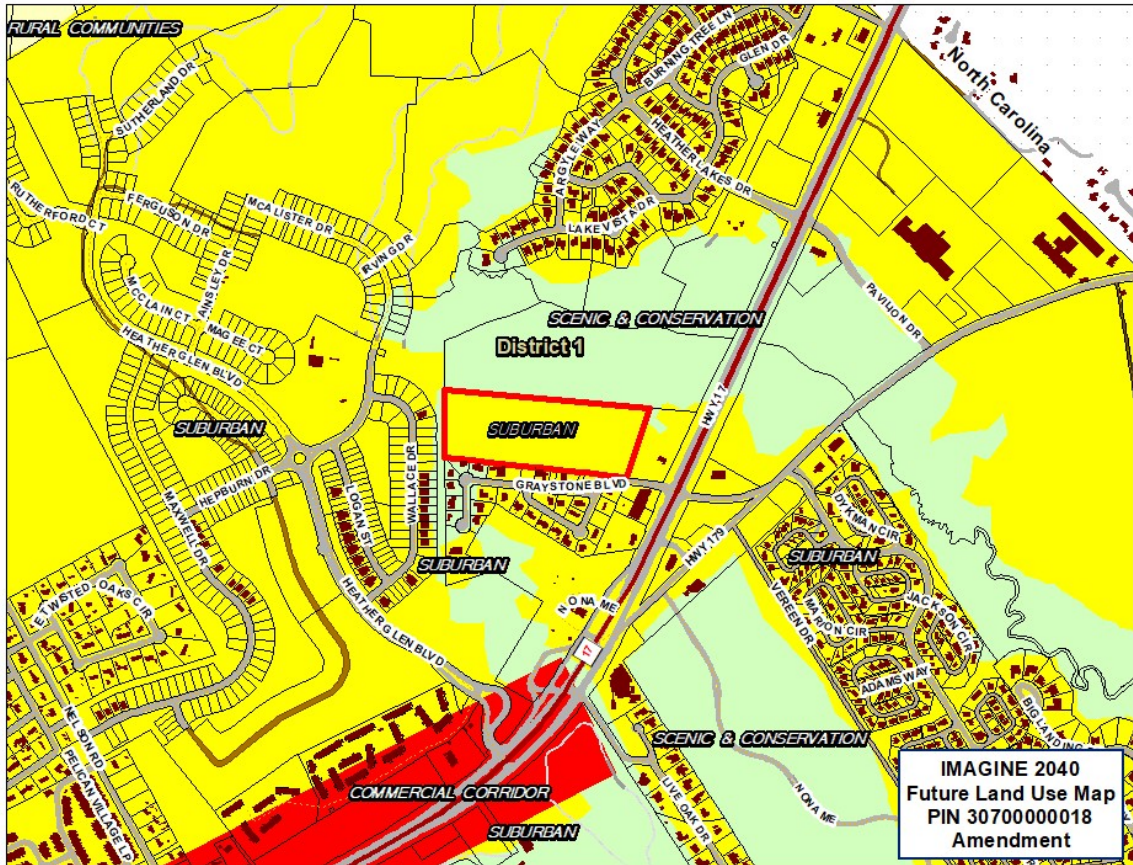 RURAL COMMUNITIES
SUTHERLAND DR
BURNING TREE LN
GLEN DR
North Carolina
ARGYLE WAY
HEATHER LAKES DR
RUTHERFORD CT
FERGUSON DR
MCALISTER DR
LAKE VISTA DR
IRVING DR
AINSLEY DR
PAVILION DR
MCCLAIN CT
MAGEE CT
SCENIC & CONSERVATION
HEATHER GLEN BLVD
District 1
HWY 17
SUBURBAN
SUBURBAN
WALLACE DR
HEPBURN DR
LOGAN ST
GRAYSTONE BLVD
MAXWELL DR
DYKMAN CIR
HWY 179
SUBURBAN
SUBURBAN
E TWISTED OAKS CIR
NONAME
VEREEN DR
MARION CIR
JACKSON CIR
HEATHER GLEN BLVD
17
ADAMS WAY
NELSON RD
PELICAN VILLAGE LP
BIG LANDING
SCENIC & CONSERVATION
COMMERCIAL CORRIDOR
LIVE OAK DR
NONAME
SUBURBAN
IMAGINE 2040
Future Land Use Map
PIN 30700000018
Amendment